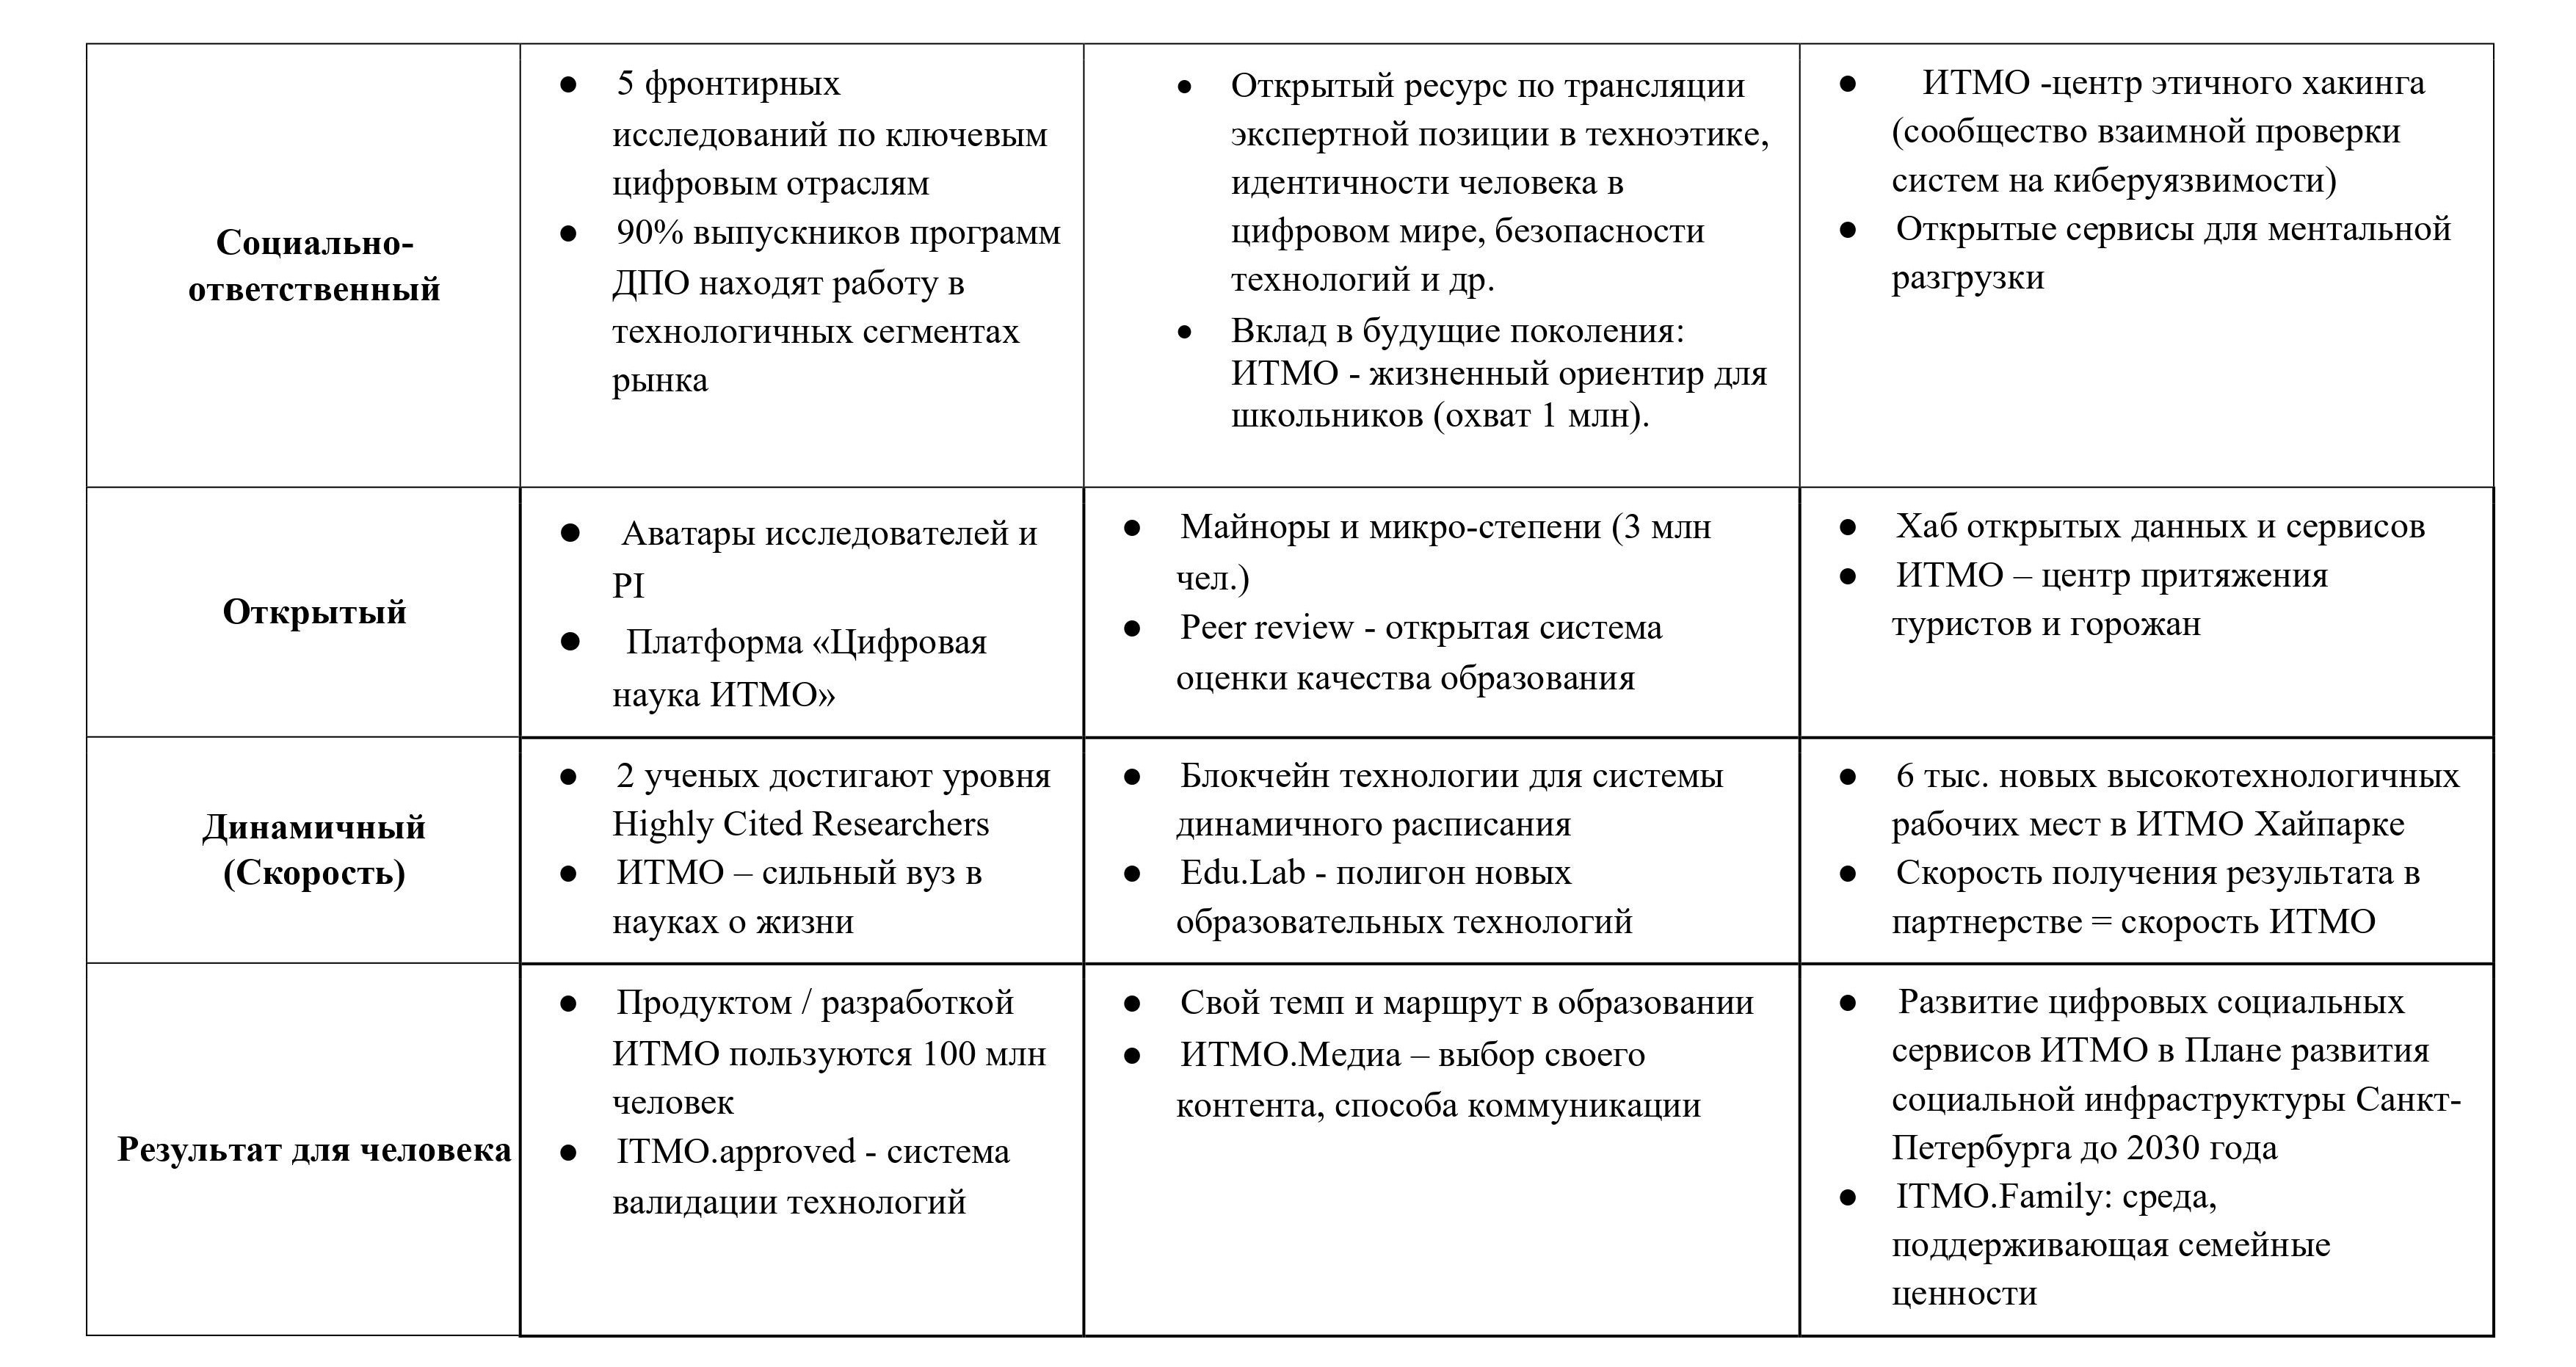 Социально-
ответственный
● 5 фронтирных
исследований по ключевым
цифровым отраслям
● 90% выпускников программ
ДПО находят работу в
технологичных сегментах
рынка
● Открытый ресурс по трансляции
экспертной позиции в техноэтике,
идентичности человека в
цифровом мире, безопасности
технологий и др.
● Вклад в будущие поколения:
ИТМО - жизненный ориентир для
школьников (охват 1 млн).
● ИТМО -центр этичного хакинга
(сообщество взаимной проверки
систем на киберуязвимости)
● Открытые сервисы для ментальной
разгрузки
Открытый
● Аватары исследователей и
PI
● Платформа «Цифровая
наука ИТМО»
● Майноры и микро-степени (3 млн
чел.)
● Peer review - открытая система
оценки качества образования
● Хаб открытых данных и сервисов
● ИТМО – центр притяжения
туристов и горожан
Динамичный
(Скорость)
● 2 ученых достигают уровня
Highly Cited Researchers
● ИТМО – сильный вуз в
науках о жизни
● Блокчейн технологии для системы
динамичного расписания
● Edu.Lab - полигон новых
образовательных технологий
● 6 тыс. новых высокотехнологичных
рабочих мест в ИТМО Хайпарке
● Скорость получения результата в
партнерстве = скорость ИТМО
Результат для человека
● Продуктом / разработкой
ИТМО пользуются 100 млн
человек
● ITMO.approved - система
валидации технологий
● Свой темп и маршрут в образовании
● ИТМО.Медиа – выбор своего
контента, способа коммуникации
● Развитие цифровых социальных
сервисов ИТМО в Плане развития
социальной инфраструктуры Санкт-
Петербурга до 2030 года
● ITMO.Family: среда,
поддерживающая семейные
ценности